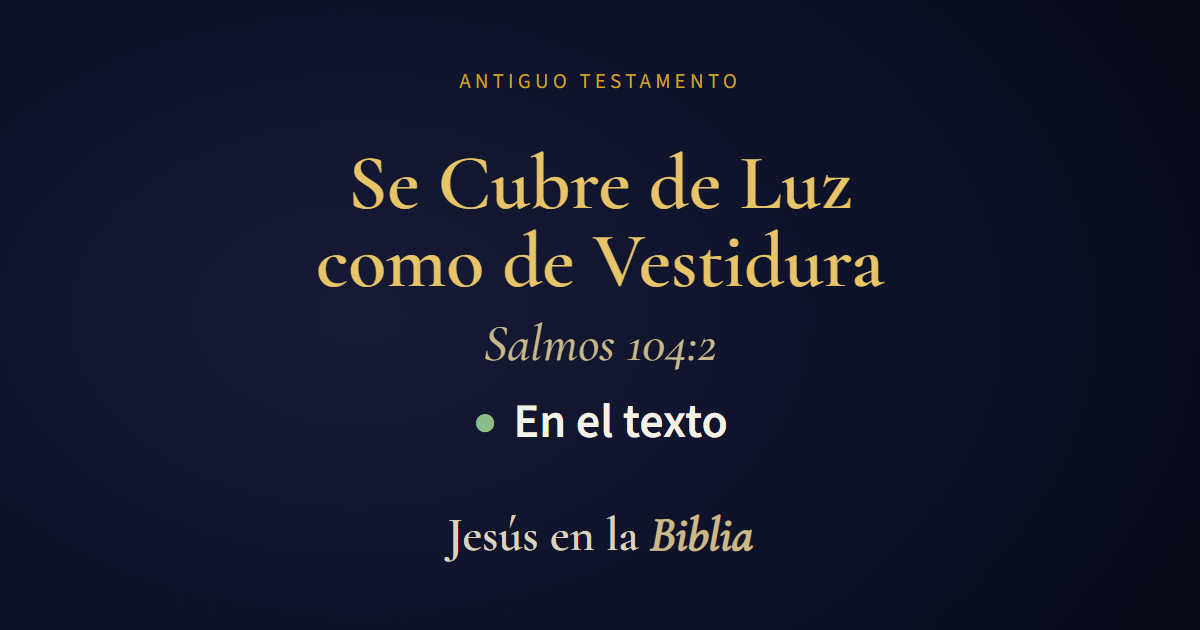 ANTIGUO TESTAMENTO
Se Cubre de Luz
como de Vestidura
Salmos 104:2
En el texto
Jesús en la Biblia